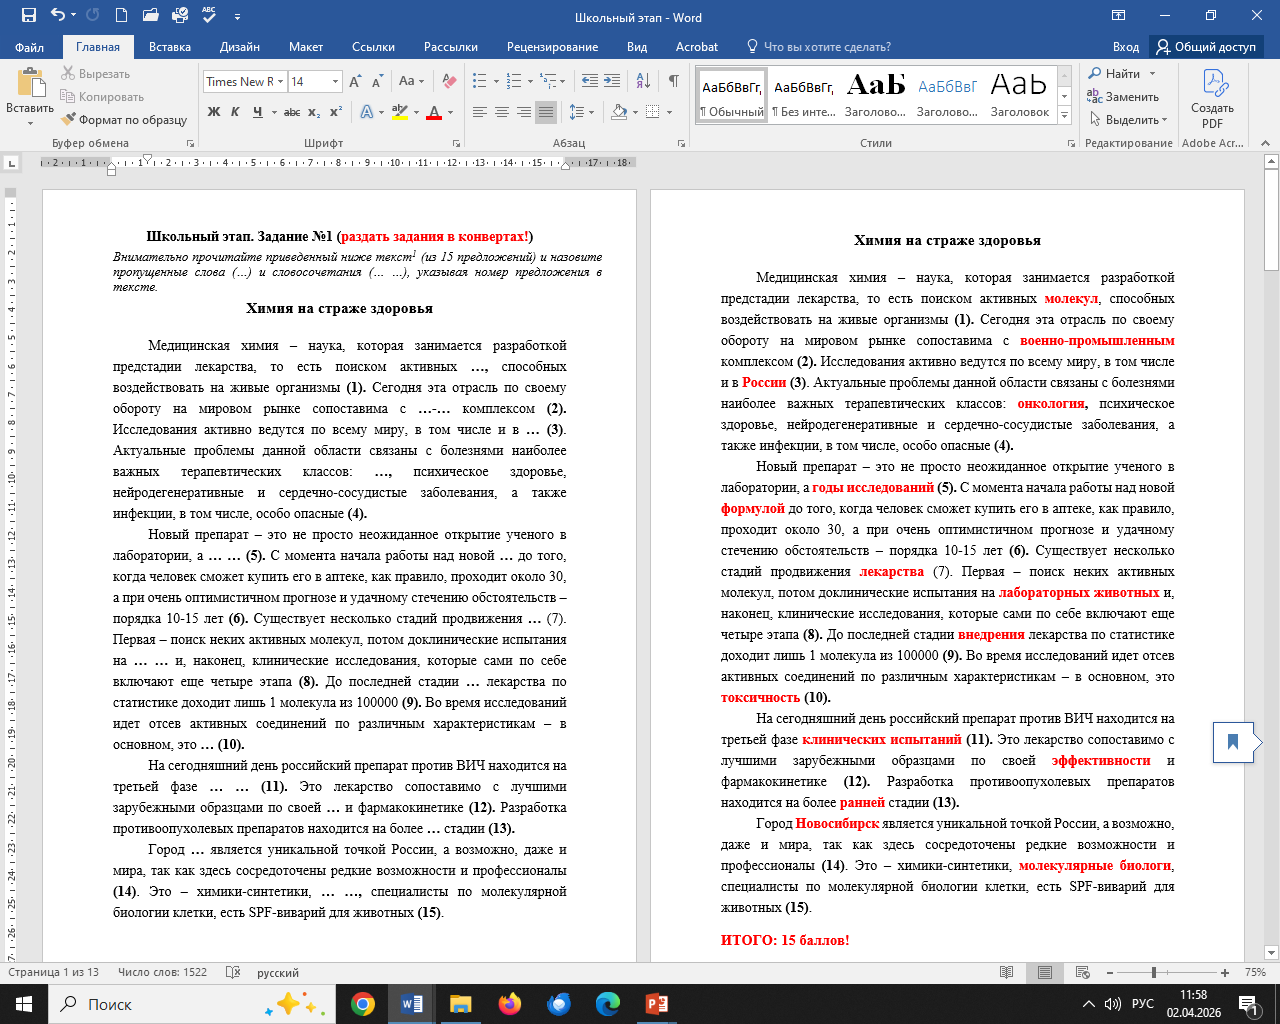 Школьный этап - Word
Файл Главная Вставка Дизайн Макет Ссылки Рассылки Рецензирование Вид Acrobat Что вы хотите сделать? Вход Общий доступ
Вставить
Вырезать
Копировать
Формат по образцу
Буфер обмена
Times New R 14
Шрифт
Абзац
АаБбВвГг, АаБбВвГг, АаБ АаБбВвГ АаЬ
¶ Обычный ¶ Без инте... Заголово... Заголово... Заголовок
Стили
Найти
Заменить
Выделить
Редактирование
Создать PDF
Adobe Acr...
Школьный этап. Задание №1 (раздать задания в конвертах!)
Внимательно прочитайте приведенный ниже текст¹ (из 15 предложений) и назовите
пропущенные слова (…) и словосочетания (… …), указывая номер предложения в
тексте.
Химия на страже здоровья
Медицинская химия – наука, которая занимается разработкой
предстадии лекарства, то есть поиском активных …, способных
воздействовать на живые организмы (1). Сегодня эта отрасль по своему
обороту на мировом рынке сопоставима с …-… комплексом (2).
Исследования активно ведутся по всему миру, в том числе и в … (3).
Актуальные проблемы данной области связаны с болезнями наиболее
важных терапевтических классов: …, психическое здоровье,
нейродегенеративные и сердечно-сосудистые заболевания, а также
инфекции, в том числе, особо опасные (4).
Новый препарат – это не просто неожиданное открытие ученого в
лаборатории, а … … (5). С момента начала работы над новой … до того,
когда человек сможет купить его в аптеке, как правило, проходит около 30,
а при очень оптимистичном прогнозе и удачному стечению обстоятельств –
порядка 10-15 лет (6). Существует несколько стадий продвижения … (7).
Первая – поиск неких активных молекул, потом доклинические испытания
на … … и, наконец, клинические исследования, которые сами по себе
включают еще четыре этапа (8). До последней стадии … лекарства по
статистике доходит лишь 1 молекула из 100000 (9). Во время исследований
идет отсев активных соединений по различным характеристикам – в
основном, это … (10).
На сегодняшний день российский препарат против ВИЧ находится на
третьей фазе … … (11). Это лекарство сопоставимо с лучшими
зарубежными образцами по своей … и фармакокинетике (12). Разработка
противоопухолевых препаратов находится на более … стадии (13).
Город … является уникальной точкой России, а возможно, даже и
мира, так как здесь сосредоточены редкие возможности и профессионалы
(14). Это – химики-синтетики, … …, специалисты по молекулярной
биологии клетки, есть SPF-виварий для животных (15).
Химия на страже здоровья
Медицинская химия – наука, которая занимается разработкой
предстадии лекарства, то есть поиском активных молекул, способных
воздействовать на живые организмы (1). Сегодня эта отрасль по своему
обороту на мировом рынке сопоставима с военно-промышленным
комплексом (2). Исследования активно ведутся по всему миру, в том числе
и в России (3). Актуальные проблемы данной области связаны с болезнями
наиболее важных терапевтических классов: онкология, психическое
здоровье, нейродегенеративные и сердечно-сосудистые заболевания, а
также инфекции, в том числе, особо опасные (4).
Новый препарат – это не просто неожиданное открытие ученого в
лаборатории, а годы исследований (5). С момента начала работы над новой
формулой до того, когда человек сможет купить его в аптеке, как правило,
проходит около 30, а при очень оптимистичном прогнозе и удачному
стечению обстоятельств – порядка 10-15 лет (6). Существует несколько
стадий продвижения лекарства (7). Первая – поиск неких активных
молекул, потом доклинические испытания на лабораторных животных и,
наконец, клинические исследования, которые сами по себе включают еще
четыре этапа (8). До последней стадии внедрения лекарства по статистике
доходит лишь 1 молекула из 100000 (9). Во время исследований идет отсев
активных соединений по различным характеристикам – в основном, это
токсичность (10).
На сегодняшний день российский препарат против ВИЧ находится на
третьей фазе клинических испытаний (11). Это лекарство сопоставимо с
лучшими зарубежными образцами по своей эффективности и
фармакокинетике (12). Разработка противоопухолевых препаратов
находится на более ранней стадии (13).
Город Новосибирск является уникальной точкой России, а возможно,
даже и мира, так как здесь сосредоточены редкие возможности и
профессионалы (14). Это – химики-синтетики, молекулярные биологи,
специалисты по молекулярной биологии клетки, есть SPF-виварий для
животных (15).
ИТОГО: 15 баллов!
Страница 1 из 13 Число слов: 1522 русский 75%
Поиск
РУС
11:58
02.04.2026
1